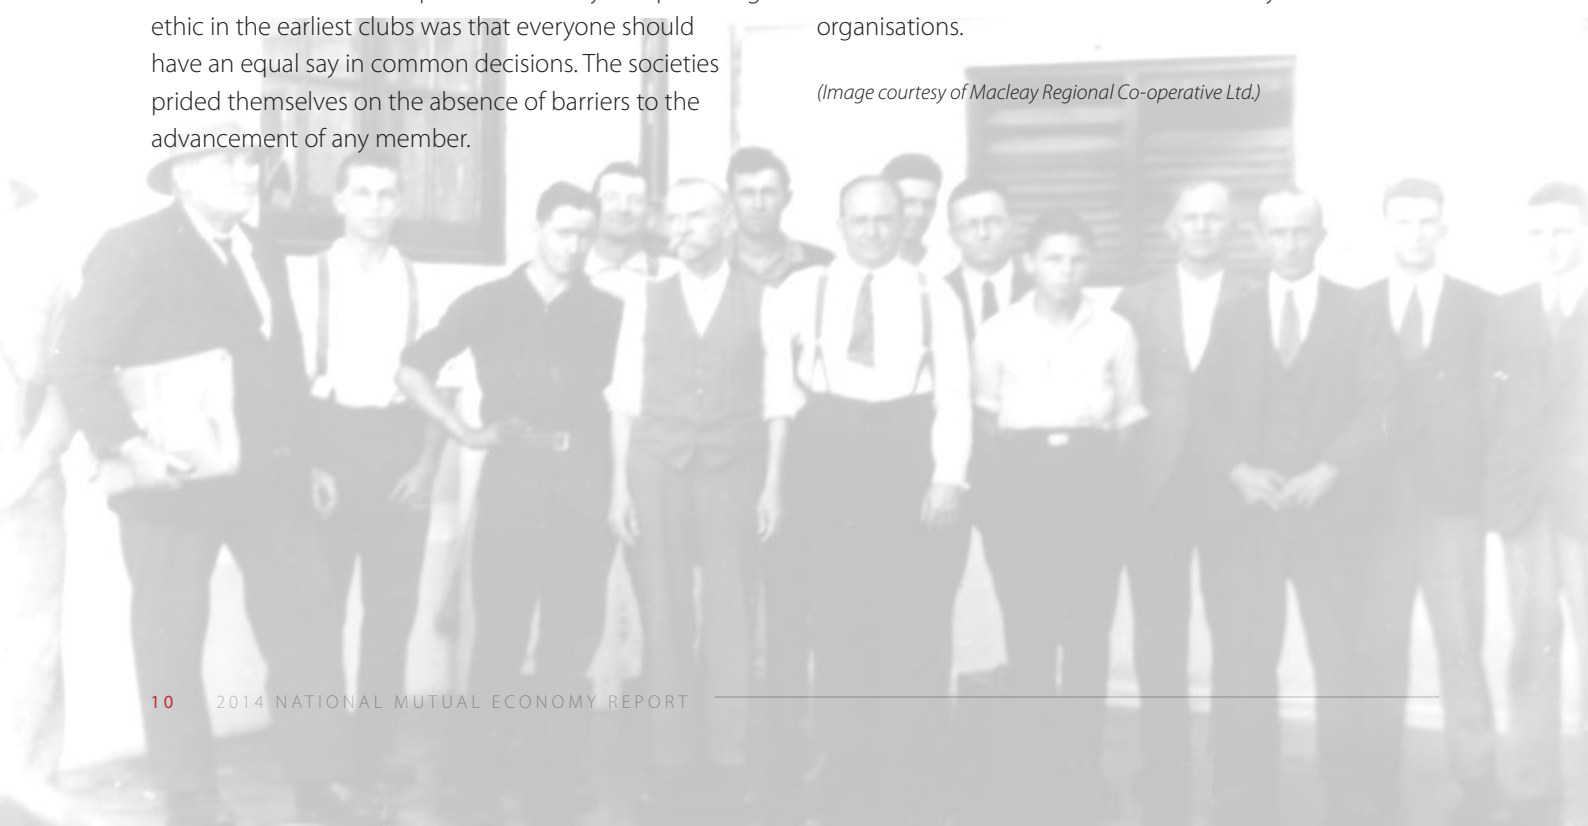 ethic in the earliest clubs was that everyone should
have an equal say in common decisions. The societies
prided themselves on the absence of barriers to the
advancement of any member.
organisations.
(Image courtesy of Macleay Regional Co-operative Ltd.)
10 2014 NATIONAL MUTUAL ECONOMY REPORT